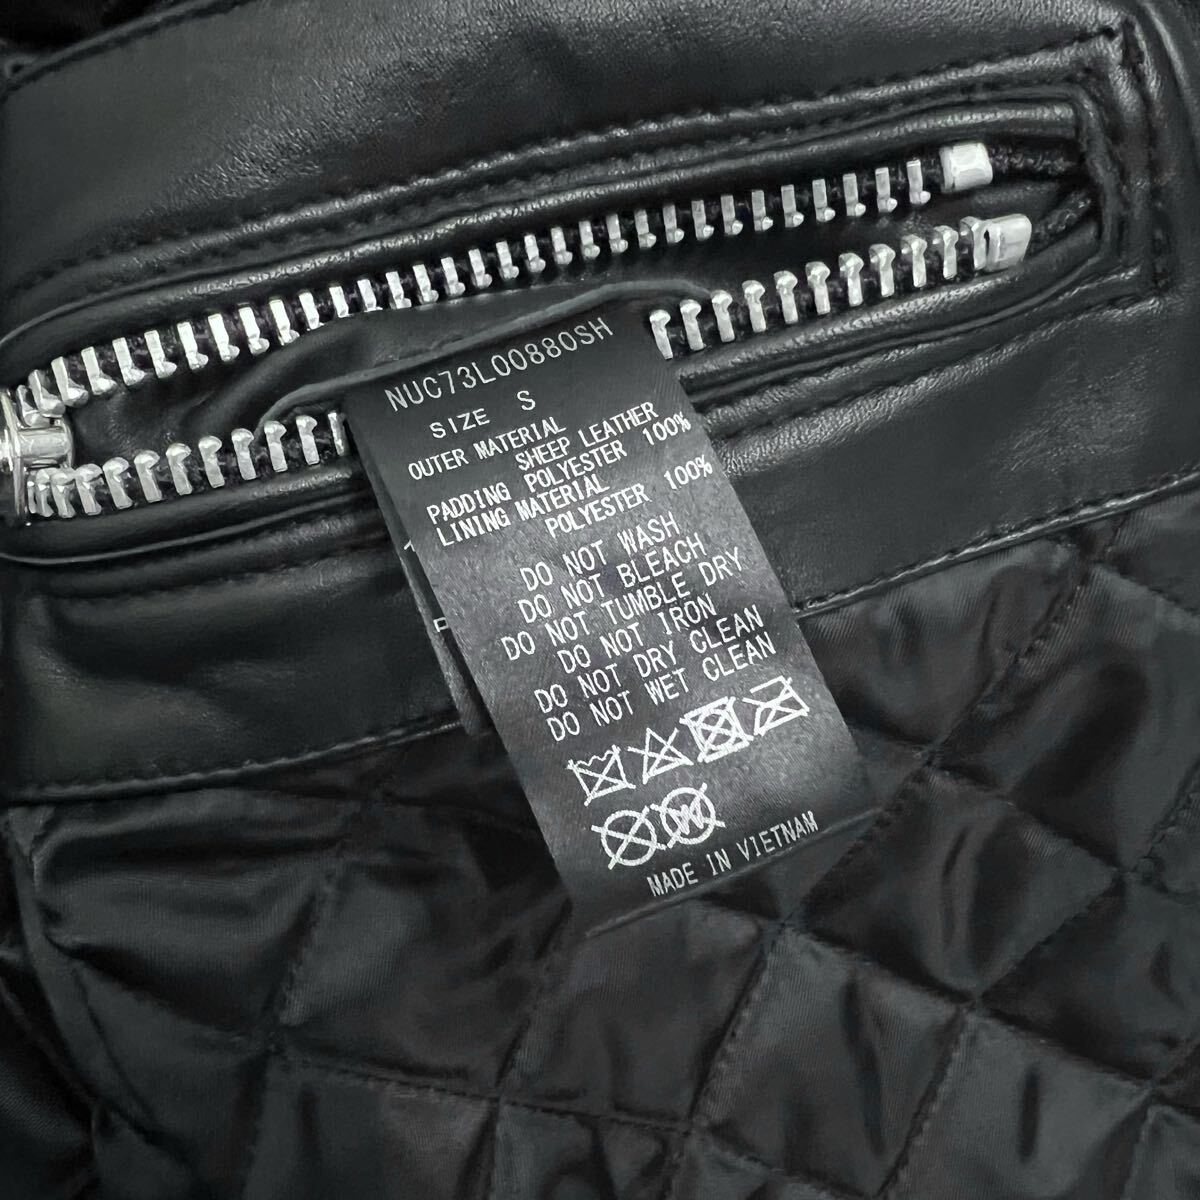 NUC73L00880SH
SIZE S
OUTER MATERIAL
SHEEP LEATHER
PADDING POLYESTER 100%
LINING MATERIAL
POLYESTER 100%
DO NOT WASH
DO NOT BLEACH
DO NOT TUMBLE DRY
DO NOT IRON
DO NOT DRY CLEAN
DO NOT WET CLEAN
MADE IN VIETNAM